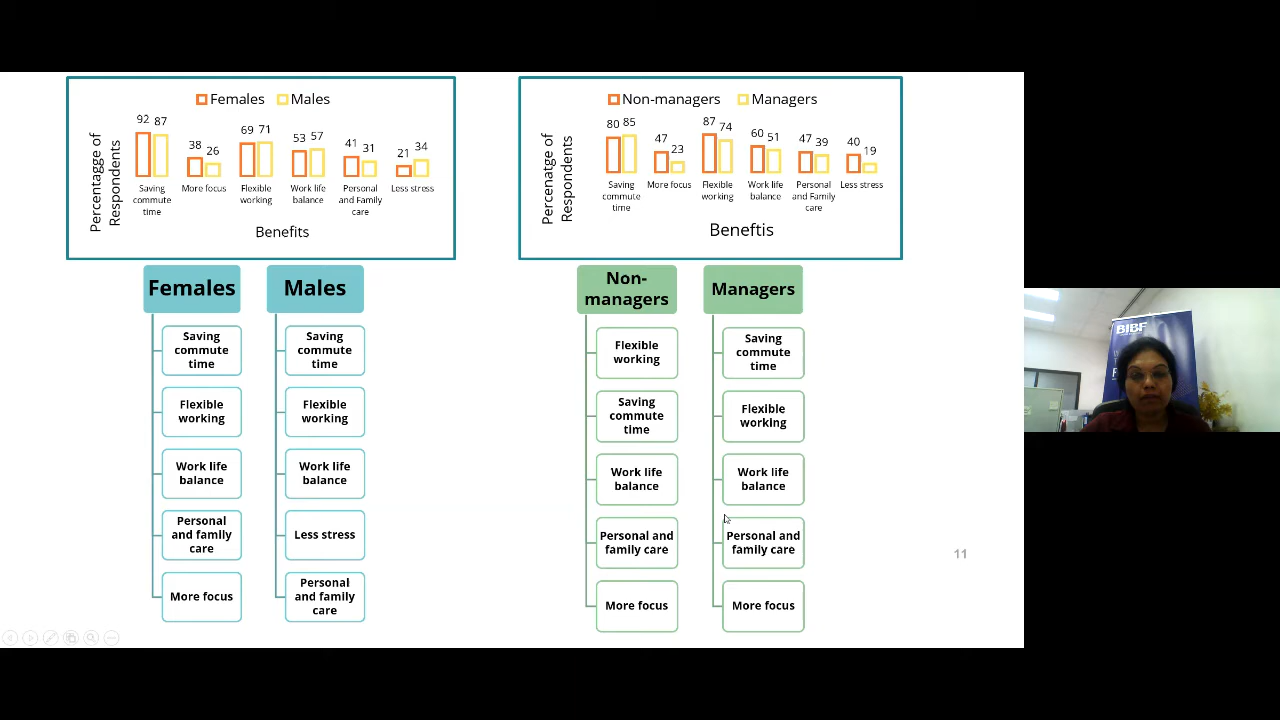 Females Males
92 87 38 26 69 71 53 57 41 31 21 34
Percentagge of
Respondents
Saving
commute
time
More focus
Flexible
working
Work life
balance
Personal
and Family
care
Less stress
Benefits
Non-managers Managers
80 85 47 23 87 74 60 51 47 39 40 19
Percenatge of
Respondents
Saving
commute
time
More focus
Flexible
working
Work life
balance
Personal
and Family
care
Less stress
Beneftis
Females
Saving
commute
time
Flexible
working
Work life
balance
Personal
and family
care
More focus
Males
Saving
commute
time
Flexible
working
Work life
balance
Less stress
Personal
and family
care
Non-
managers
Flexible
working
Saving
commute
time
Work life
balance
Personal and
family care
More focus
Managers
Saving
commute
time
Flexible
working
Work life
balance
Personal and
family care
More focus
11
BIBF